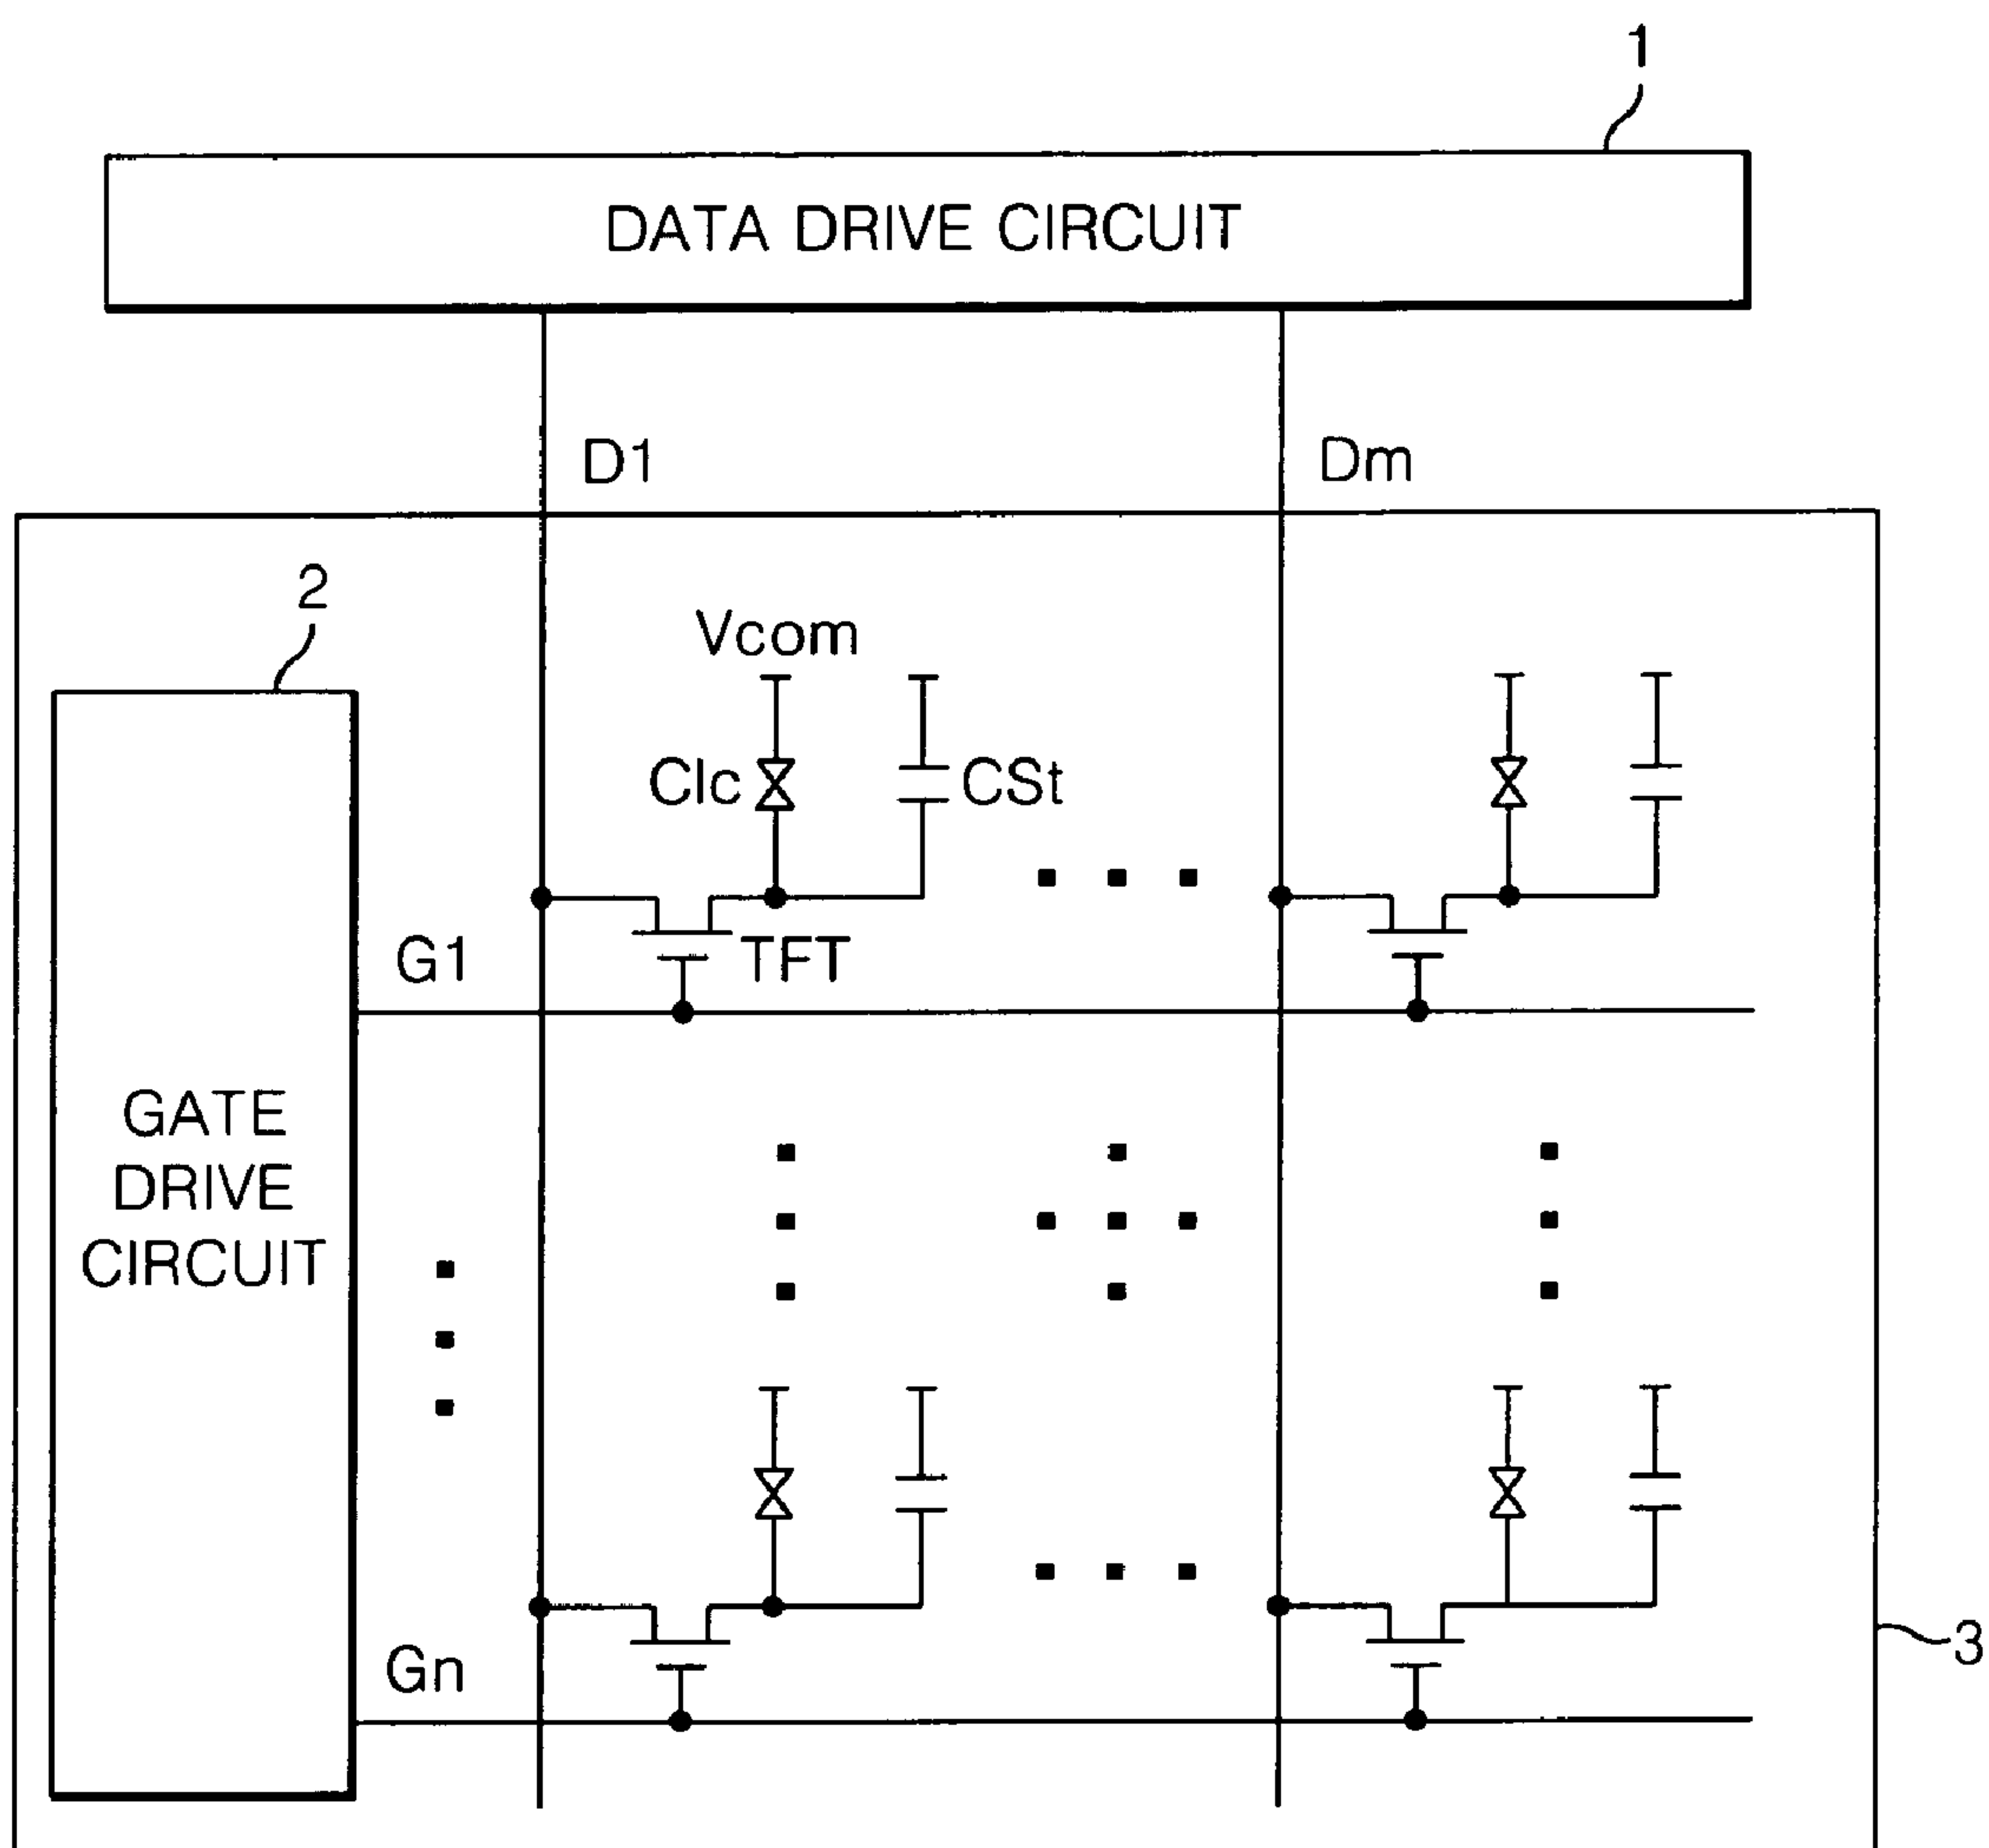 1
DATA DRIVE CIRCUIT
D1
Dm
2
Vcom
Clc
CSt
G1
TFT
GATE
DRIVE
CIRCUIT
Gn
3